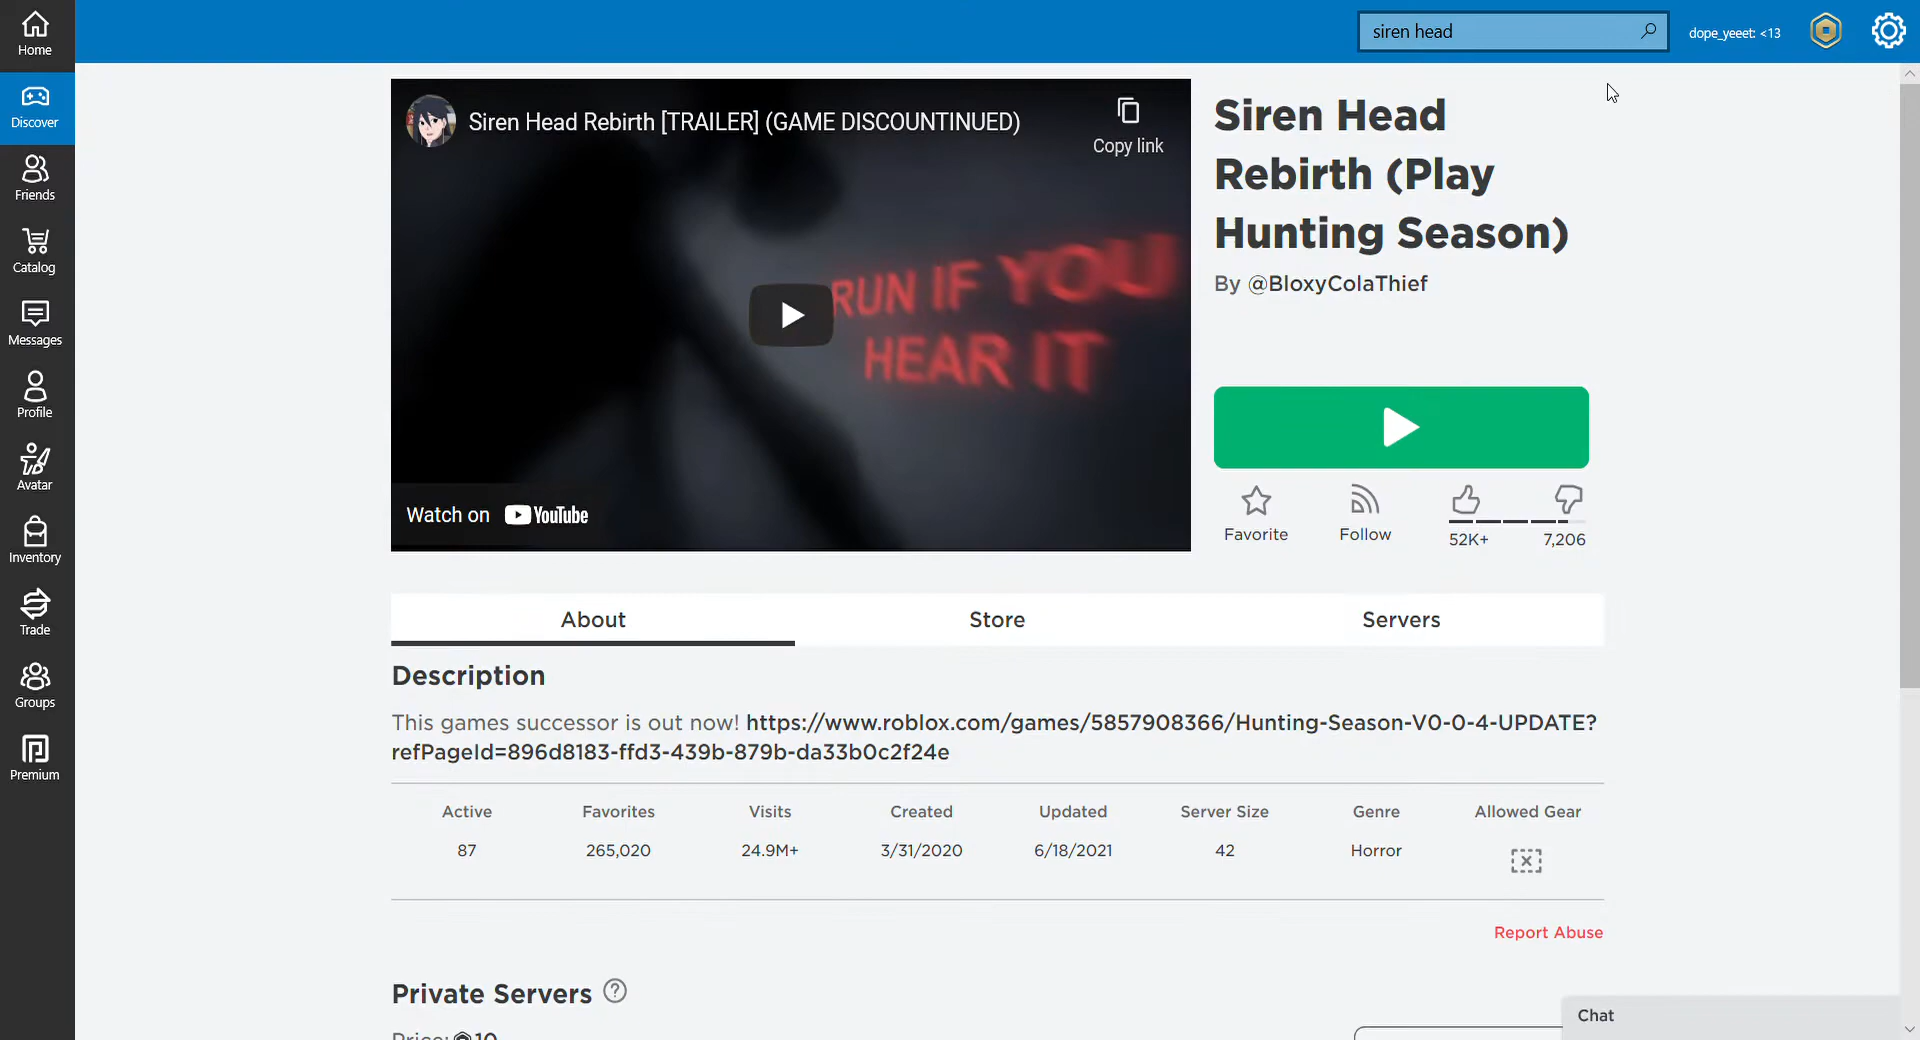 Home
Discover
Friends
Catalog
Messages
Profile
Avatar
Inventory
Trade
Groups
Premium
siren head
dope_yeeet: <13
Siren Head Rebirth [TRAILER] (GAME DISCOUNTINUED)
Copy link
RUN IF YOU
HEAR IT
Watch on YouTube
Siren Head
Rebirth (Play
Hunting Season)
By @BloxyColaThief
Favorite
Follow
52K+
7,206
About
Store
Servers
Description
This games successor is out now! https://www.roblox.com/games/5857908366/Hunting-Season-V0-0-4-UPDATE?
refPageId=896d8183-ffd3-439b-879b-da33b0c2f24e
Active Favorites Visits Created Updated Server Size Genre Allowed Gear
87 265,020 24.9M+ 3/31/2020 6/18/2021 42 Horror
Report Abuse
Private Servers
Price: 10
Chat